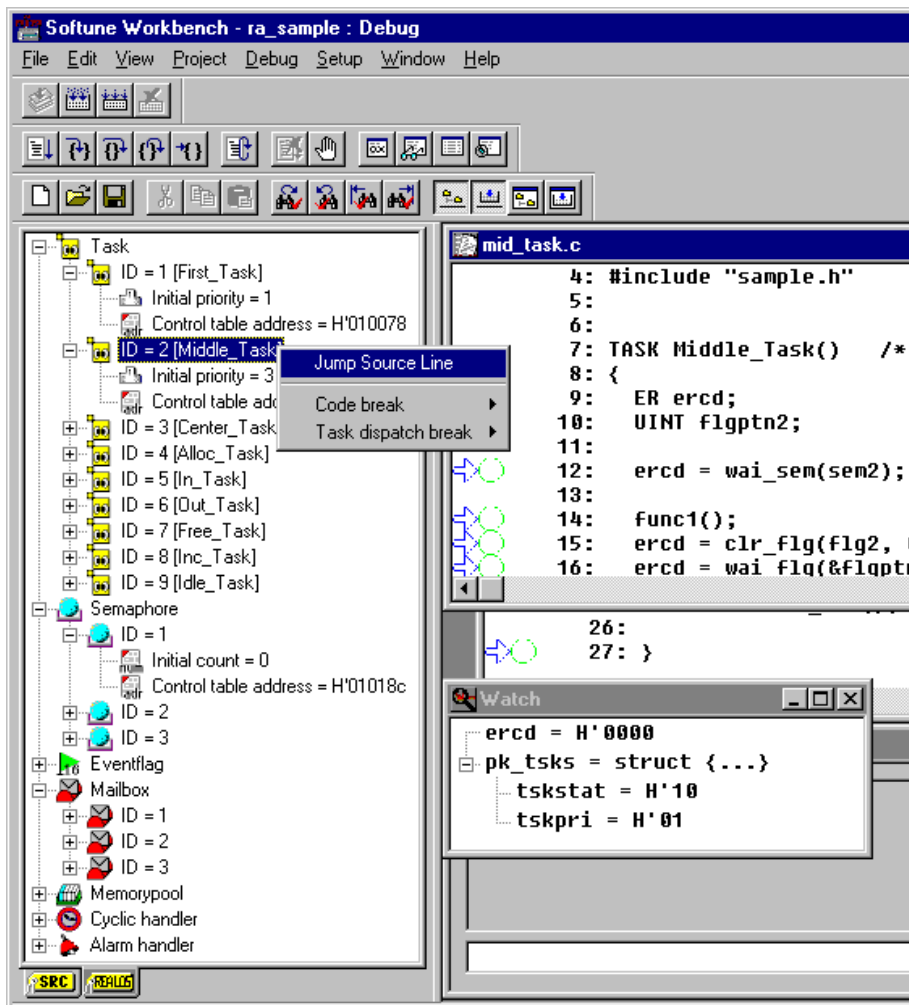 Softune Workbench - ra_sample : Debug
File Edit View Project Debug Setup Window Help
Task
ID = 1 [First_Task]
Initial priority = 1
Control table address = H'010078
ID = 2 [Middle_Task]
Initial priority = 3
Control table add
ID = 3 [Center_Task
ID = 4 [Alloc_Task]
ID = 5 [In_Task]
ID = 6 [Out_Task]
ID = 7 [Free_Task]
ID = 8 [Inc_Task]
ID = 9 [Idle_Task]
Semaphore
ID = 1
Initial count = 0
Control table address = H'01018c
ID = 2
ID = 3
Eventflag
Mailbox
ID = 1
ID = 2
ID = 3
Memorypool
Cyclic handler
Alarm handler
SRC REALOS
Jump Source Line
Code break
Task dispatch break
mid_task.c
4: #include "sample.h"
5:
6:
7: TASK Middle_Task() /*
8: {
9: ER ercd;
10: UINT flgptn2;
11:
12: ercd = wai_sem(sem2);
13:
14: func1();
15: ercd = clr_flg(flg2,
16: ercd = wai_flg(&flgptn
26:
27: }
Watch
ercd = H'0000
pk_tsks = struct {...}
tskstat = H'10
tskpri = H'01